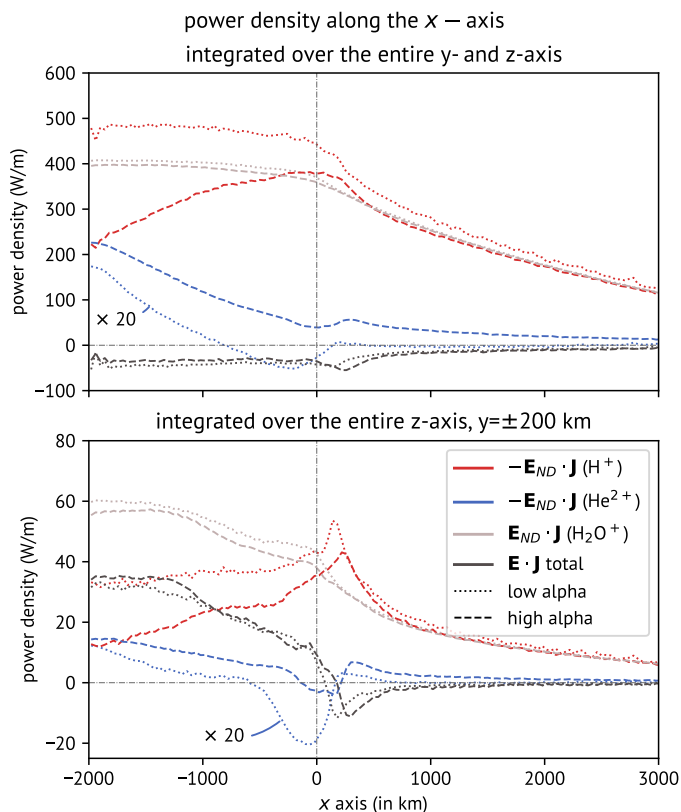 power density along the x – axis
integrated over the entire y- and z-axis
600
500
400
300
200
100
0
−100
power density (W/m)
× 20
integrated over the entire z-axis, y=±200 km
80
60
40
20
0
−20
power density (W/m)
−E_ND · J (H⁺)
−E_ND · J (He²⁺)
E_ND · J (H₂O⁺)
E · J total
low alpha
high alpha
× 20
−2000 −1000 0 1000 2000 3000
x axis (in km)